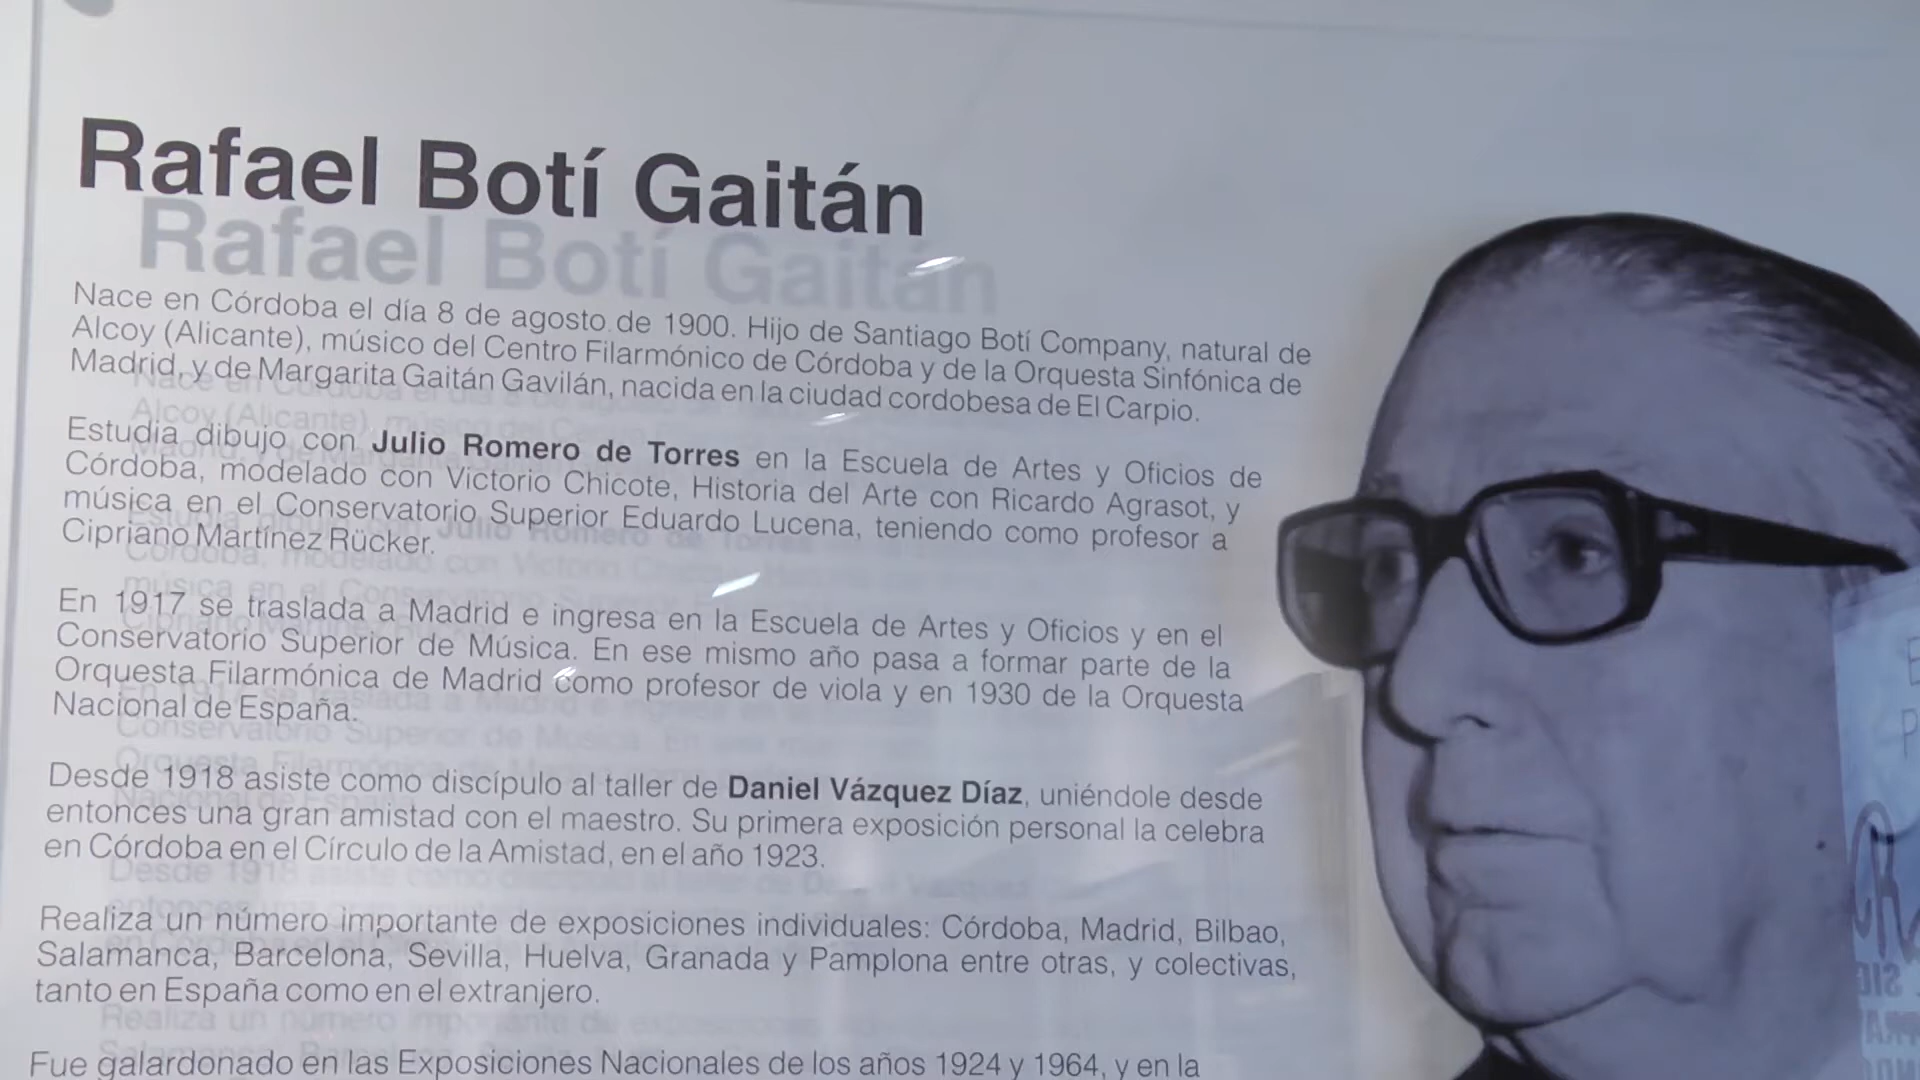 Rafael Botí Gaitán
Nace en Córdoba el día 8 de agosto de 1900. Hijo de Santiago Botí Company, natural de
Alcoy (Alicante), músico del Centro Filarmónico de Córdoba y de la Orquesta Sinfónica de
Madrid, y de Margarita Gaitán Gavilán, nacida en la ciudad cordobesa de El Carpio.
Estudia dibujo con Julio Romero de Torres en la Escuela de Artes y Oficios de
Córdoba, modelado con Victorio Chicote, Historia del Arte con Ricardo Agrasot, y
música en el Conservatorio Superior Eduardo Lucena, teniendo como profesor a
Cipriano Martínez Rücker.
En 1917 se traslada a Madrid e ingresa en la Escuela de Artes y Oficios y en el
Conservatorio Superior de Música. En ese mismo año pasa a formar parte de la
Orquesta Filarmónica de Madrid como profesor de viola y en 1930 de la Orquesta
Nacional de España.
Desde 1918 asiste como discípulo al taller de Daniel Vázquez Díaz, uniéndole desde
entonces una gran amistad con el maestro. Su primera exposición personal la celebra
en Córdoba en el Círculo de la Amistad, en el año 1923.
Realiza un número importante de exposiciones individuales: Córdoba, Madrid, Bilbao,
Salamanca, Barcelona, Sevilla, Huelva, Granada y Pamplona entre otras, y colectivas,
tanto en España como en el extranjero.
Fue galardonado en las Exposiciones Nacionales de los años 1924 y 1964, y en la